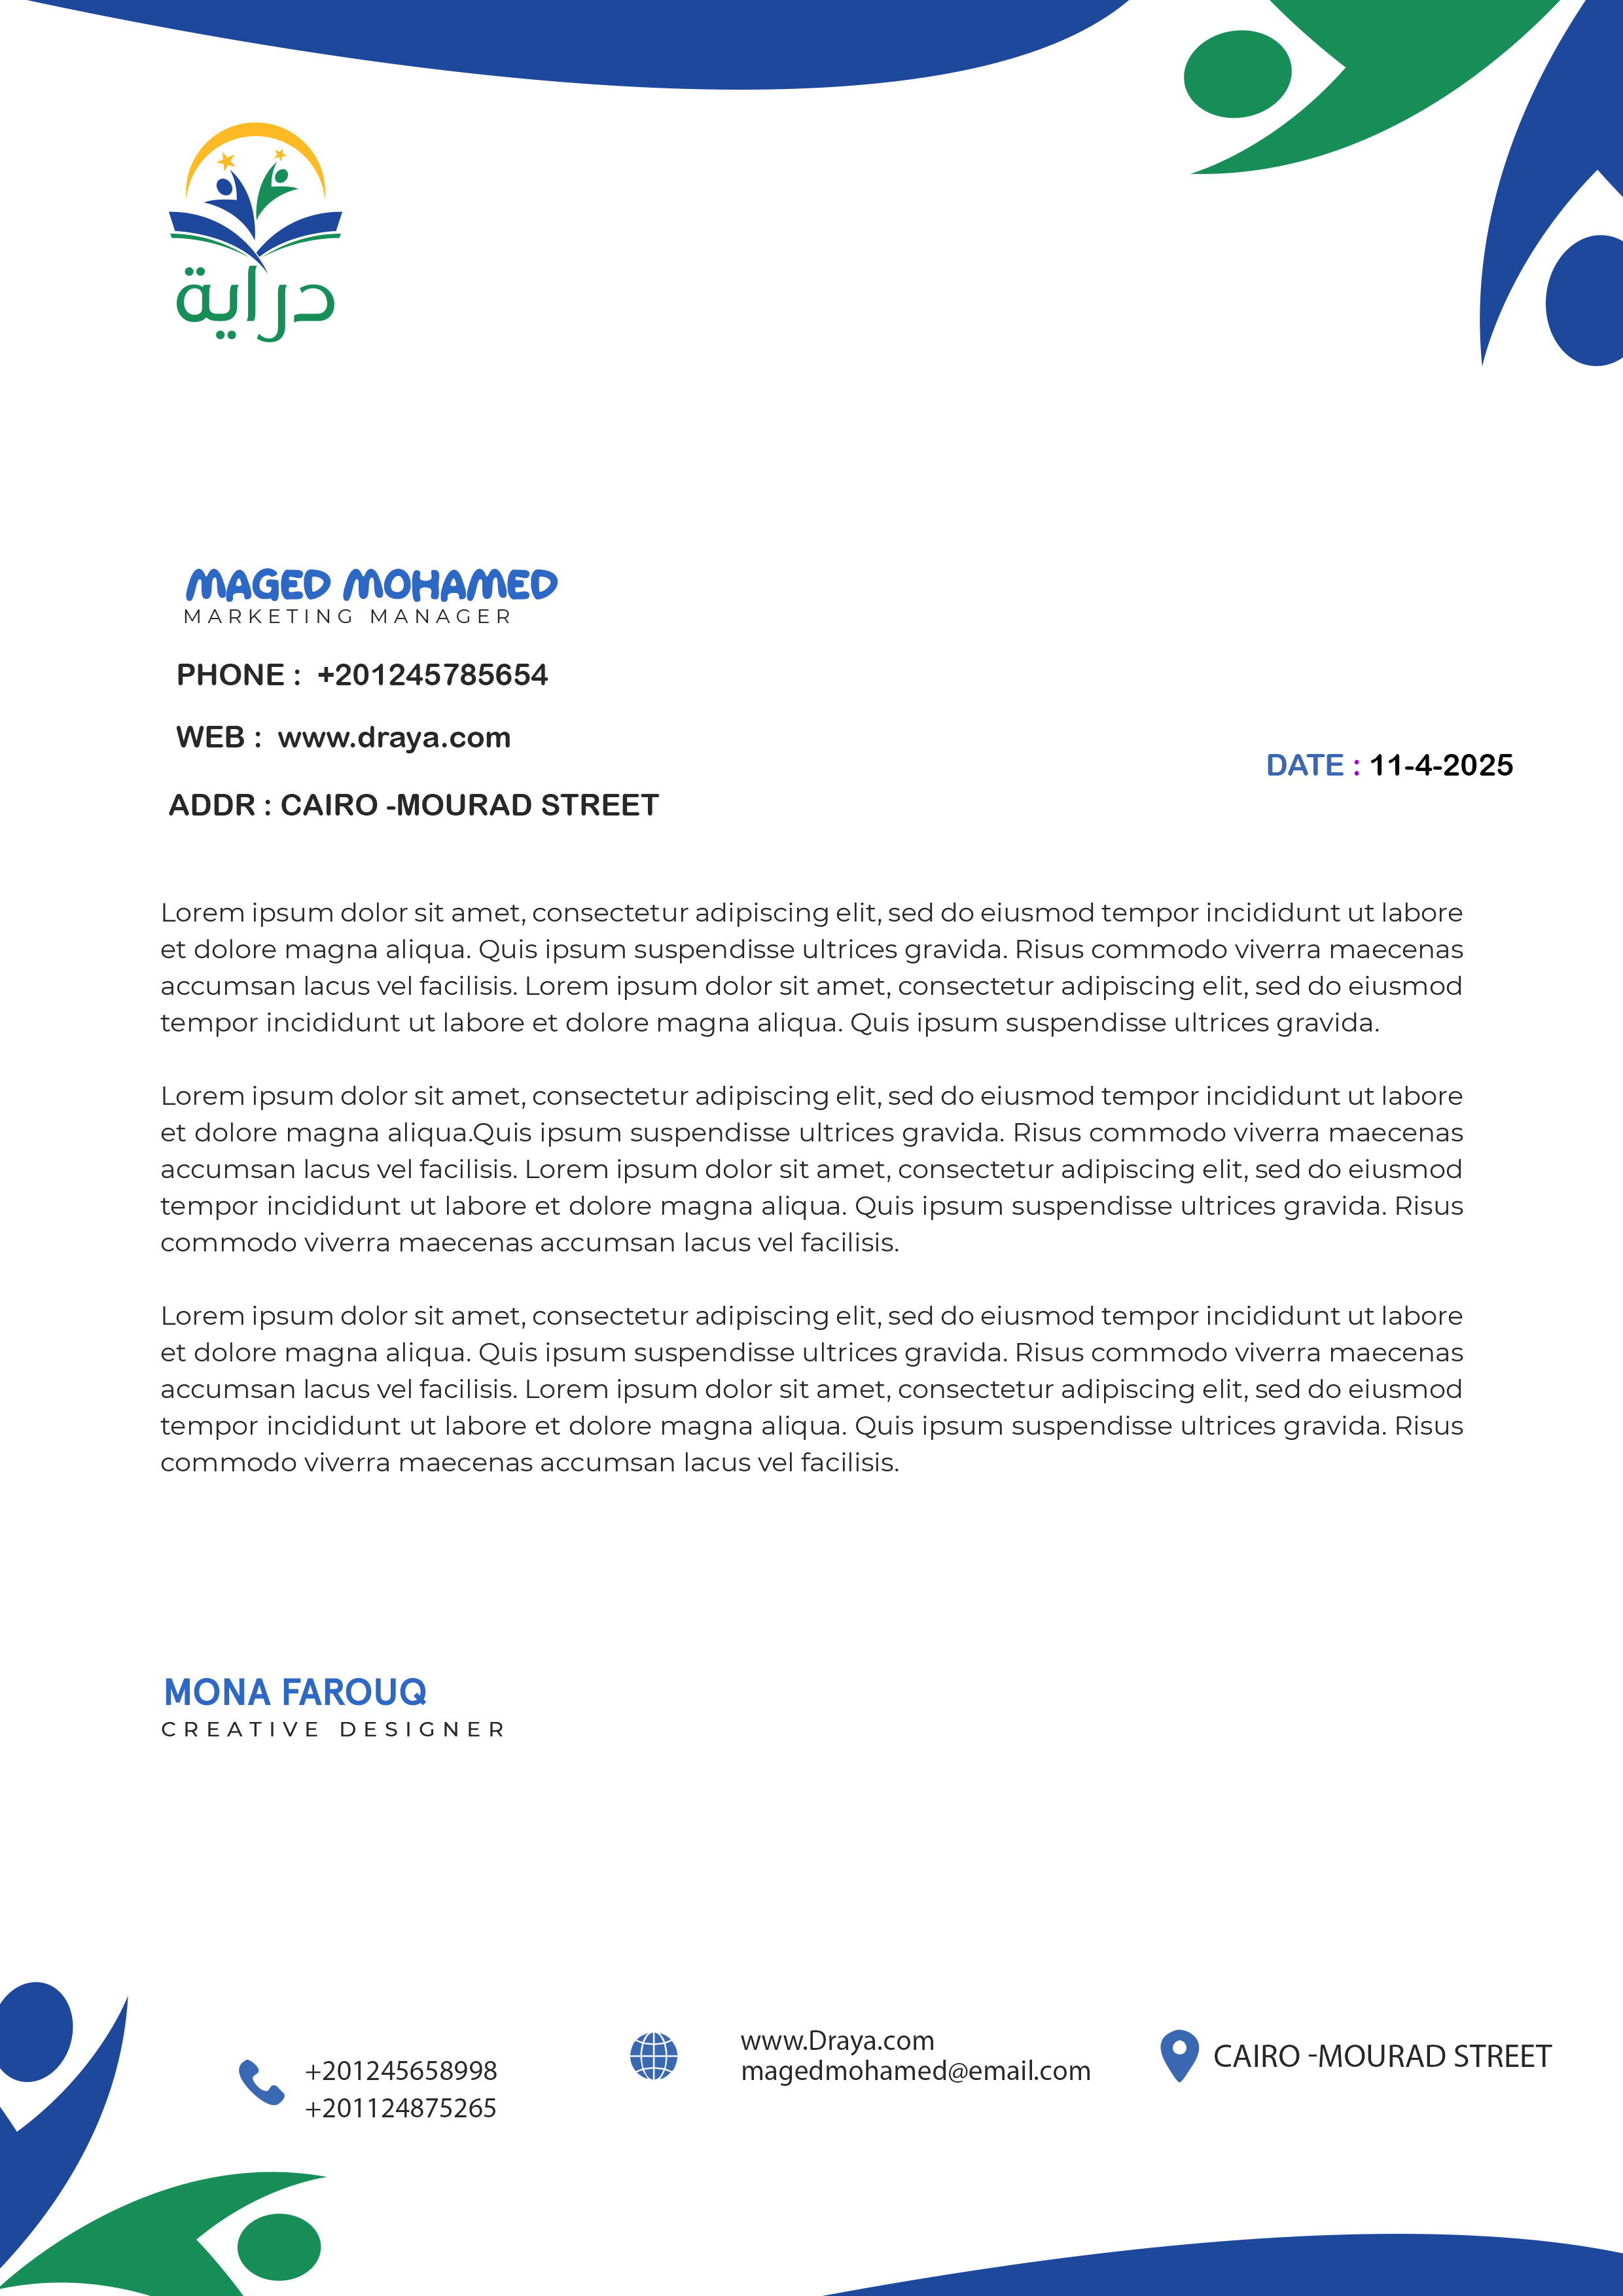 دراية
MAGED MOHAMED
MARKETING MANAGER
PHONE : +201245785654
WEB : www.draya.com
DATE : 11-4-2025
ADDR : CAIRO -MOURAD STREET
Lorem ipsum dolor sit amet, consectetur adipiscing elit, sed do eiusmod tempor incididunt ut labore
et dolore magna aliqua. Quis ipsum suspendisse ultrices gravida. Risus commodo viverra maecenas
accumsan lacus vel facilisis. Lorem ipsum dolor sit amet, consectetur adipiscing elit, sed do eiusmod
tempor incididunt ut labore et dolore magna aliqua. Quis ipsum suspendisse ultrices gravida.
Lorem ipsum dolor sit amet, consectetur adipiscing elit, sed do eiusmod tempor incididunt ut labore
et dolore magna aliqua.Quis ipsum suspendisse ultrices gravida. Risus commodo viverra maecenas
accumsan lacus vel facilisis. Lorem ipsum dolor sit amet, consectetur adipiscing elit, sed do eiusmod
tempor incididunt ut labore et dolore magna aliqua. Quis ipsum suspendisse ultrices gravida. Risus
commodo viverra maecenas accumsan lacus vel facilisis.
Lorem ipsum dolor sit amet, consectetur adipiscing elit, sed do eiusmod tempor incididunt ut labore
et dolore magna aliqua. Quis ipsum suspendisse ultrices gravida. Risus commodo viverra maecenas
accumsan lacus vel facilisis. Lorem ipsum dolor sit amet, consectetur adipiscing elit, sed do eiusmod
tempor incididunt ut labore et dolore magna aliqua. Quis ipsum suspendisse ultrices gravida. Risus
commodo viverra maecenas accumsan lacus vel facilisis.
MONA FAROUQ
CREATIVE DESIGNER
+201245658998
+201124875265
www.Draya.com
magedmohamed@email.com
CAIRO -MOURAD STREET